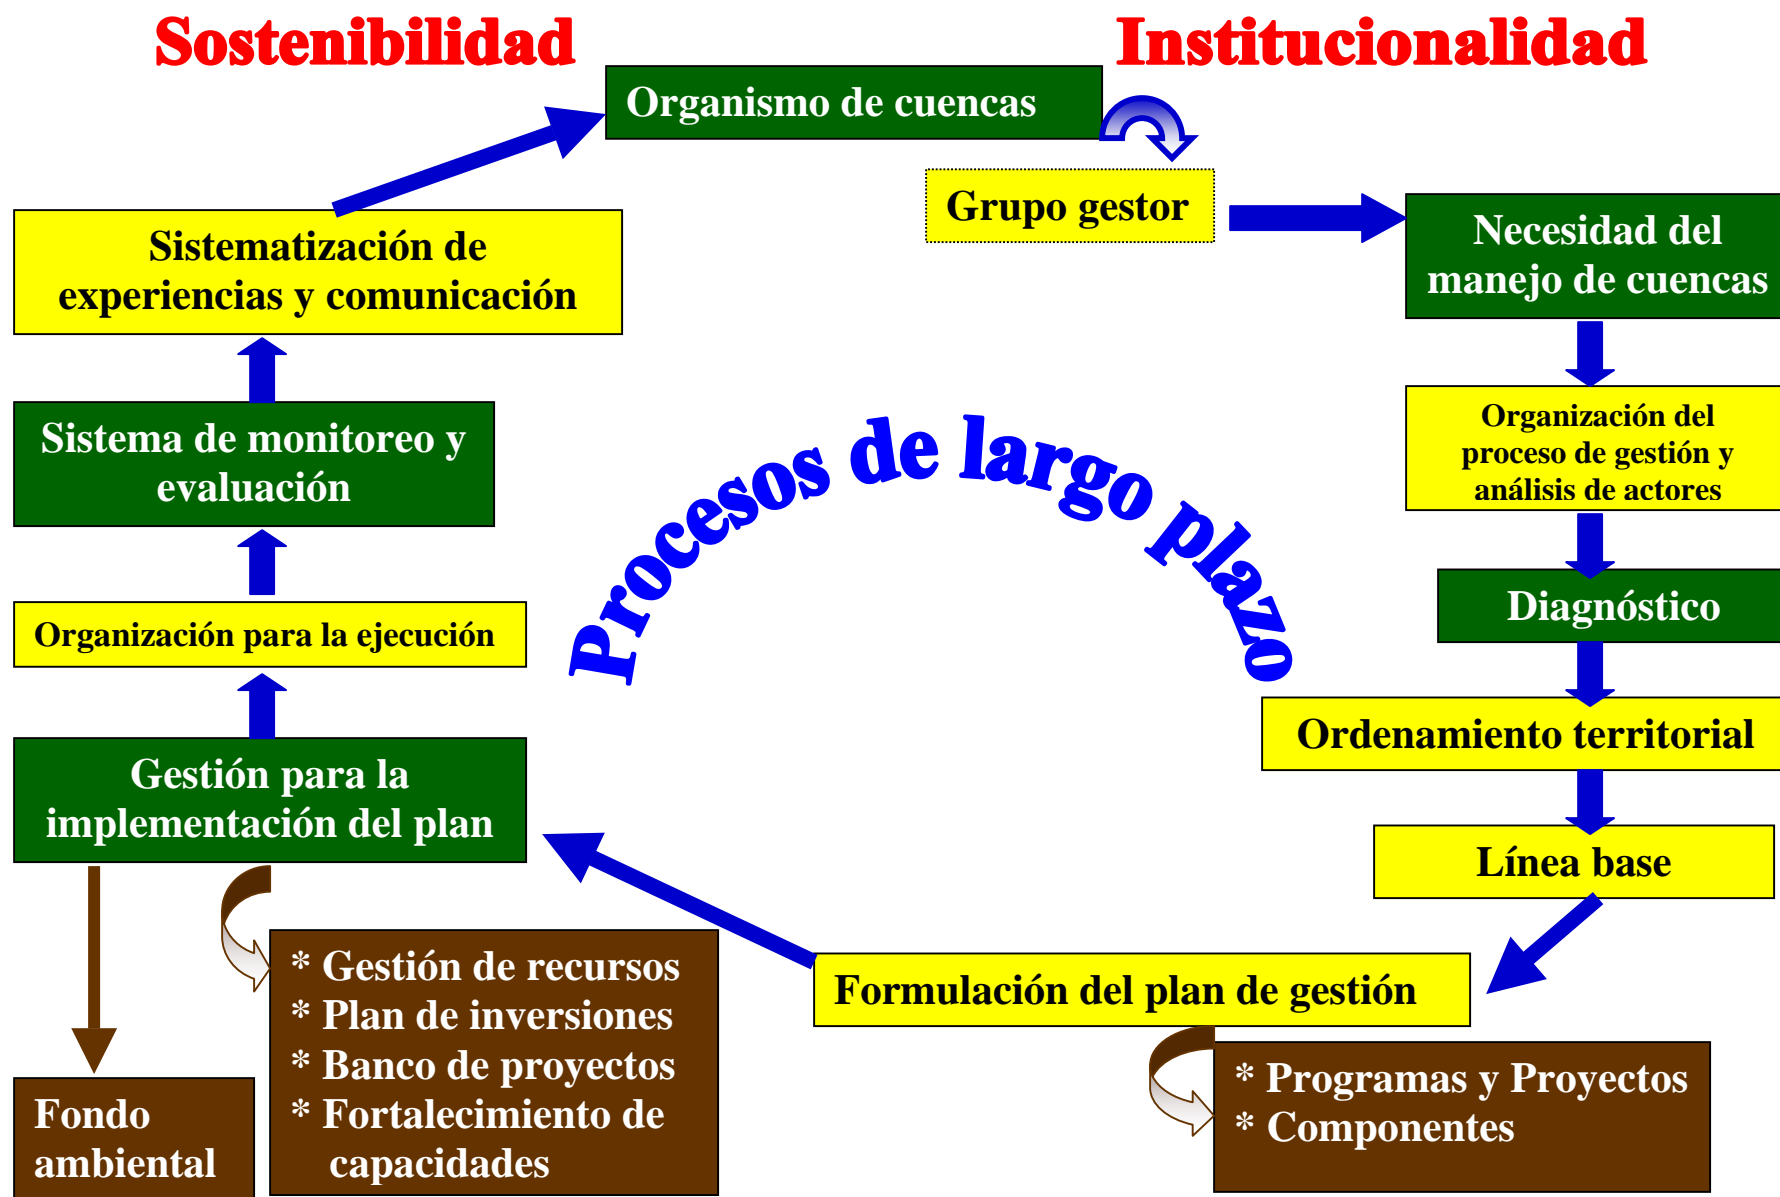 Sostenibilidad
Institucionalidad
Organismo de cuencas
Grupo gestor
Necesidad del
manejo de cuencas
Organización del
proceso de gestión y
análisis de actores
Diagnóstico
Ordenamiento territorial
Línea base
Formulación del plan de gestión
* Programas y Proyectos
* Componentes
Gestión para la
implementación del plan
* Gestión de recursos
* Plan de inversiones
* Banco de proyectos
* Fortalecimiento de
capacidades
Fondo
ambiental
Organización para la ejecución
Sistema de monitoreo y
evaluación
Sistematización de
experiencias y comunicación
Procesos de largo plazo